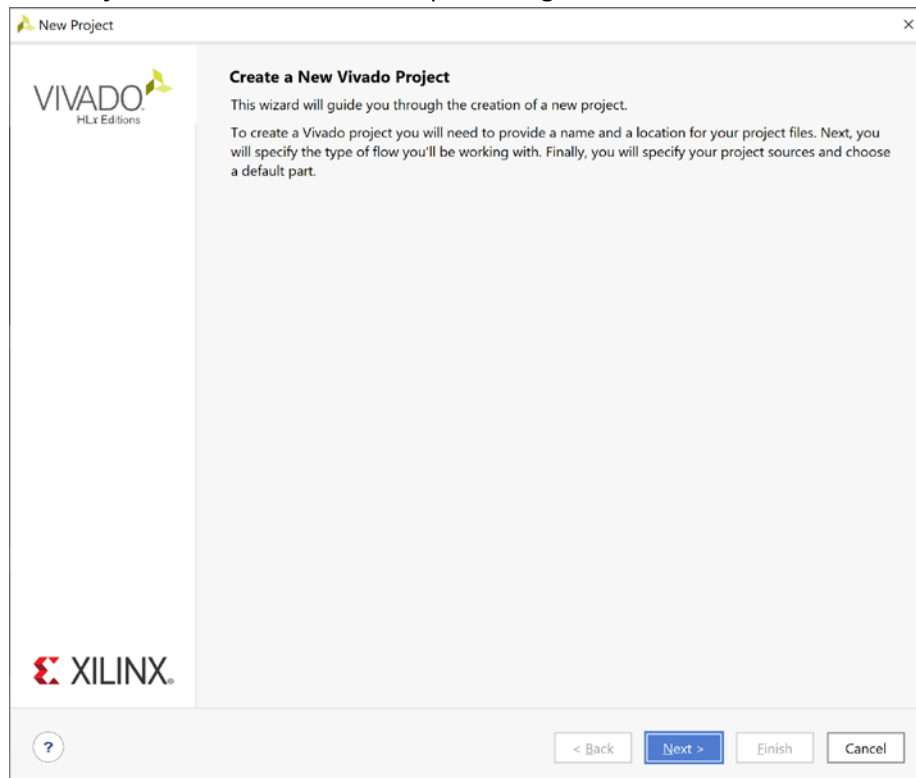 New Project
VIVADO.
HLx Editions
Create a New Vivado Project
This wizard will guide you through the creation of a new project.
To create a Vivado project you will need to provide a name and a location for your project files. Next, you
will specify the type of flow you'll be working with. Finally, you will specify your project sources and choose
a default part.
XILINX.
?
< Back
Next >
Finish
Cancel